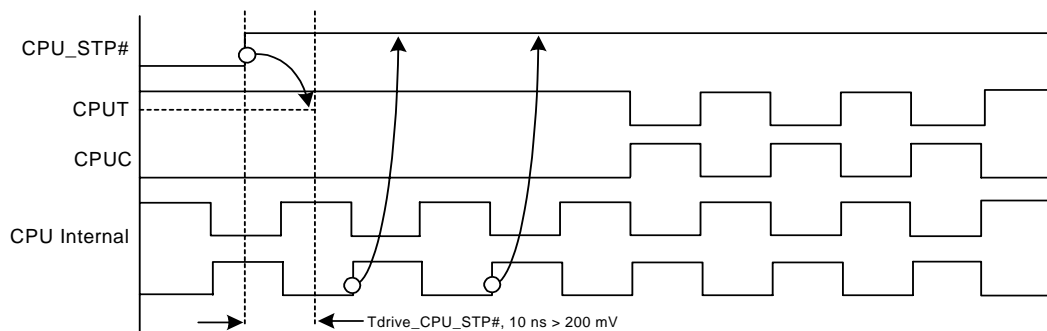 CPU_STP#
CPUT
CPUC
CPU Internal
Tdrive_CPU_STP#, 10 ns > 200 mV